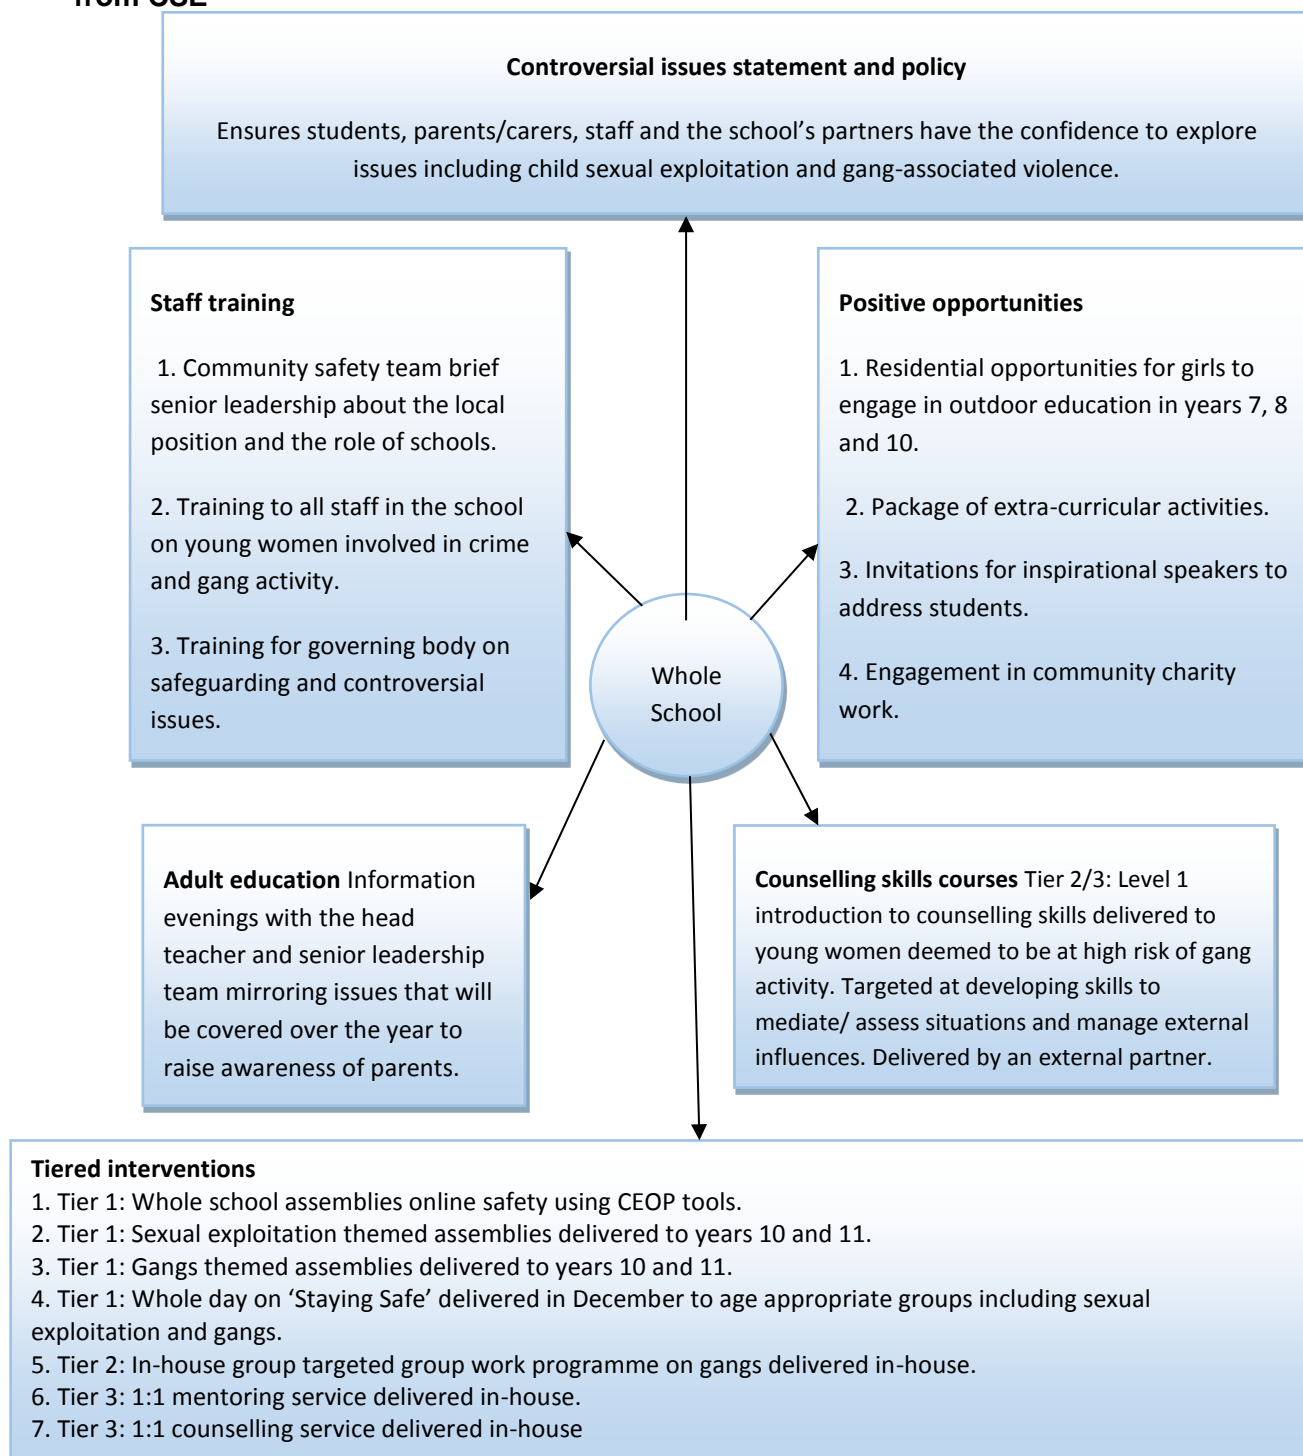 from CSE
Controversial issues statement and policy
Ensures students, parents/carers, staff and the school's partners have the confidence to explore
issues including child sexual exploitation and gang-associated violence.
Staff training
1. Community safety team brief
senior leadership about the local
position and the role of schools.
2. Training to all staff in the school
on young women involved in crime
and gang activity.
3. Training for governing body on
safeguarding and controversial
issues.
Positive opportunities
1. Residential opportunities for girls to
engage in outdoor education in years 7, 8
and 10.
2. Package of extra-curricular activities.
3. Invitations for inspirational speakers to
address students.
4. Engagement in community charity
work.
Whole
School
Adult education Information
evenings with the head
teacher and senior leadership
team mirroring issues that will
be covered over the year to
raise awareness of parents.
Counselling skills courses Tier 2/3: Level 1
introduction to counselling skills delivered to
young women deemed to be at high risk of gang
activity. Targeted at developing skills to
mediate/ assess situations and manage external
influences. Delivered by an external partner.
Tiered interventions
1. Tier 1: Whole school assemblies online safety using CEOP tools.
2. Tier 1: Sexual exploitation themed assemblies delivered to years 10 and 11.
3. Tier 1: Gangs themed assemblies delivered to years 10 and 11.
4. Tier 1: Whole day on ‘Staying Safe’ delivered in December to age appropriate groups including sexual
exploitation and gangs.
5. Tier 2: In-house group targeted group work programme on gangs delivered in-house.
6. Tier 3: 1:1 mentoring service delivered in-house.
7. Tier 3: 1:1 counselling service delivered in-house